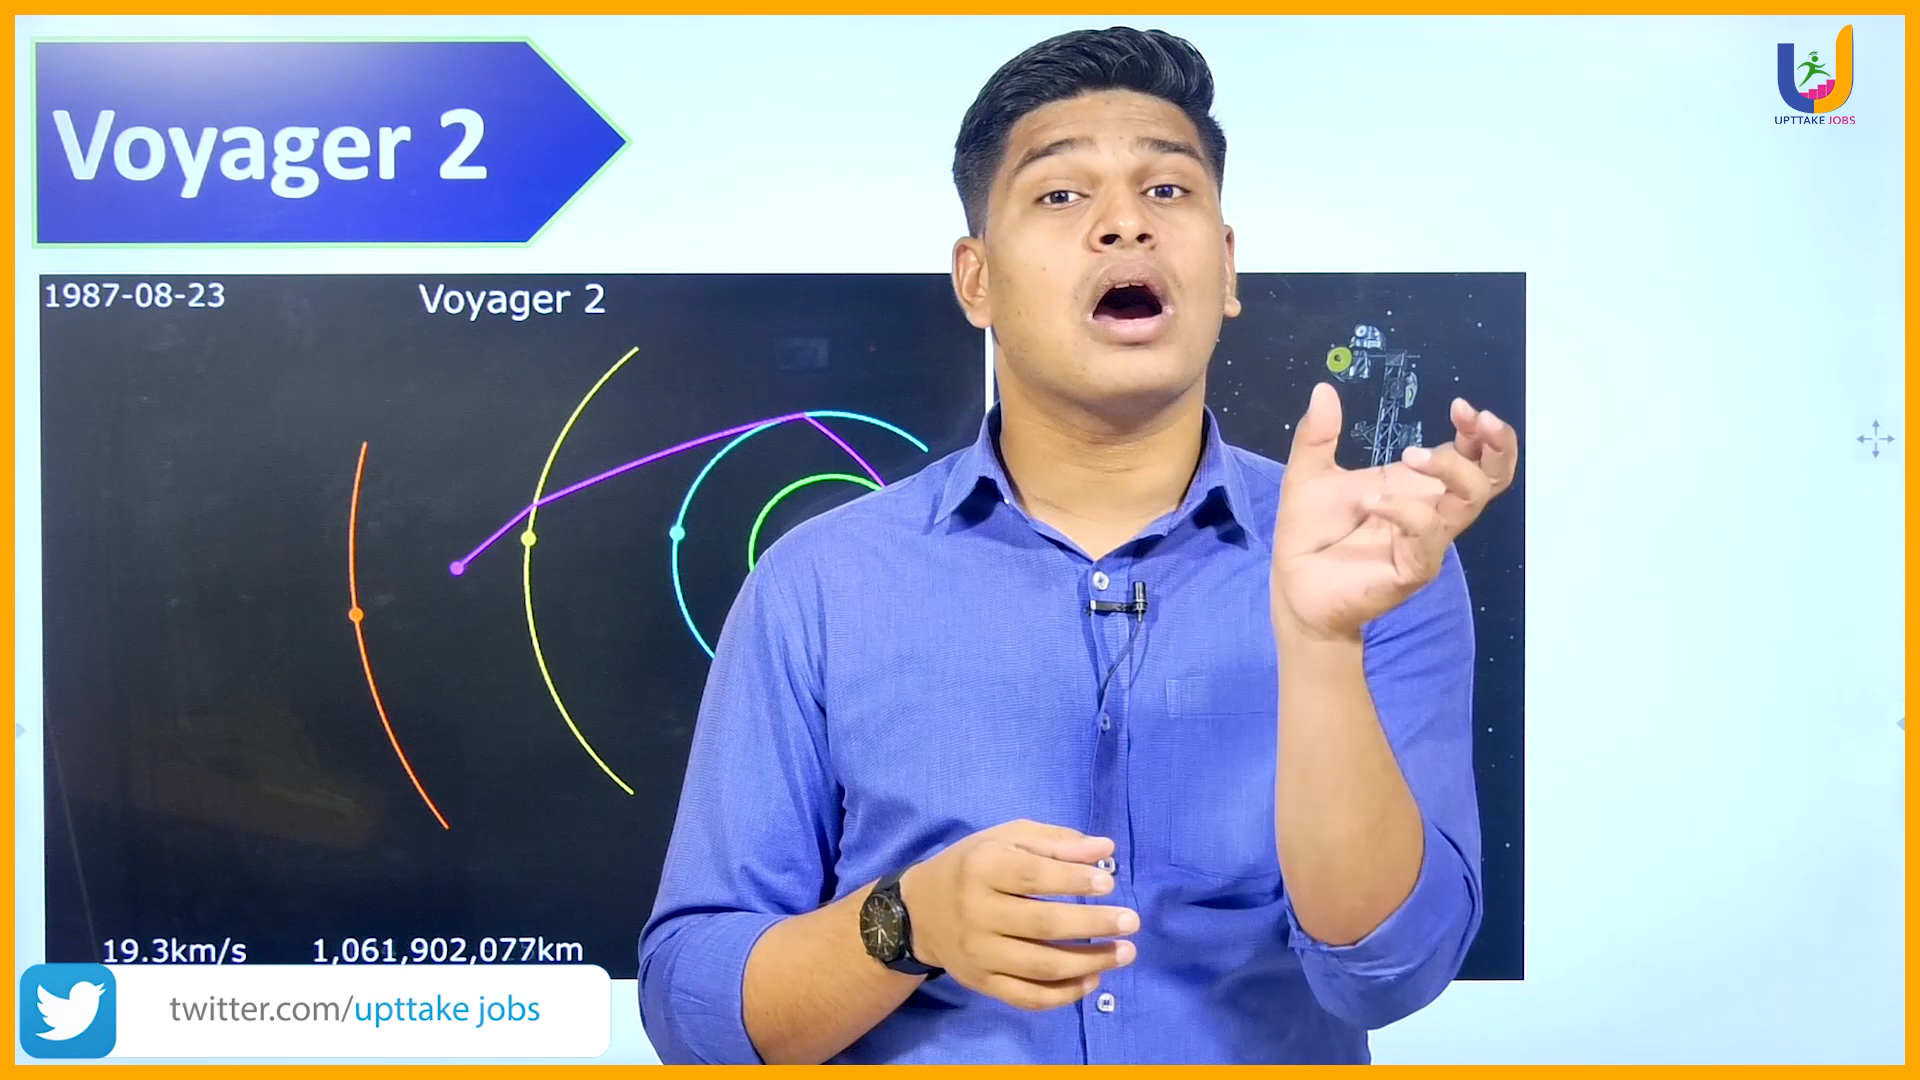 Voyager 2
UPTTAKE JOBS
1987-08-23
Voyager 2
19.3km/s
1,061,902,077km
twitter.com/upttake jobs